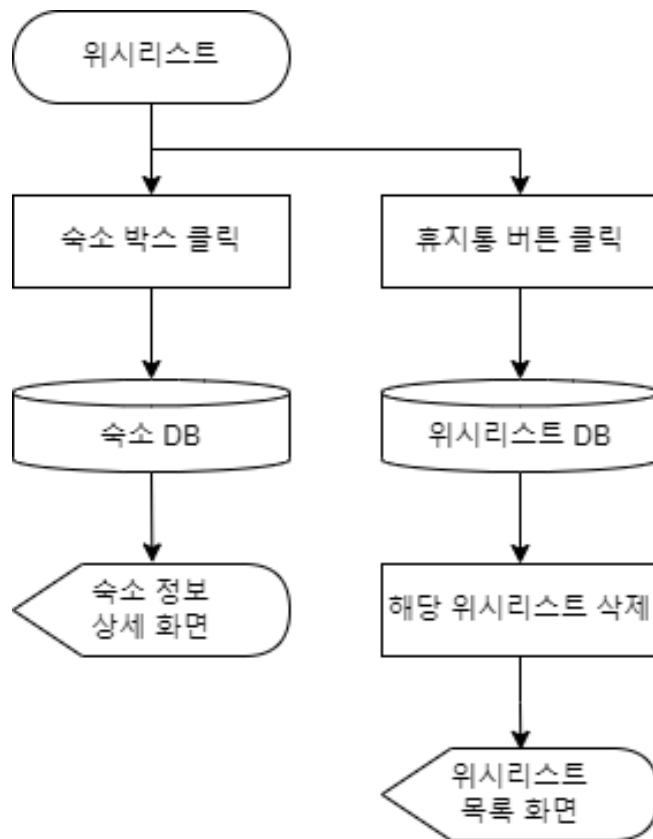 위시리스트
숙소 박스 클릭
휴지통 버튼 클릭
숙소 DB
위시리스트 DB
숙소 정보
상세 화면
해당 위시리스트 삭제
위시리스트
목록 화면